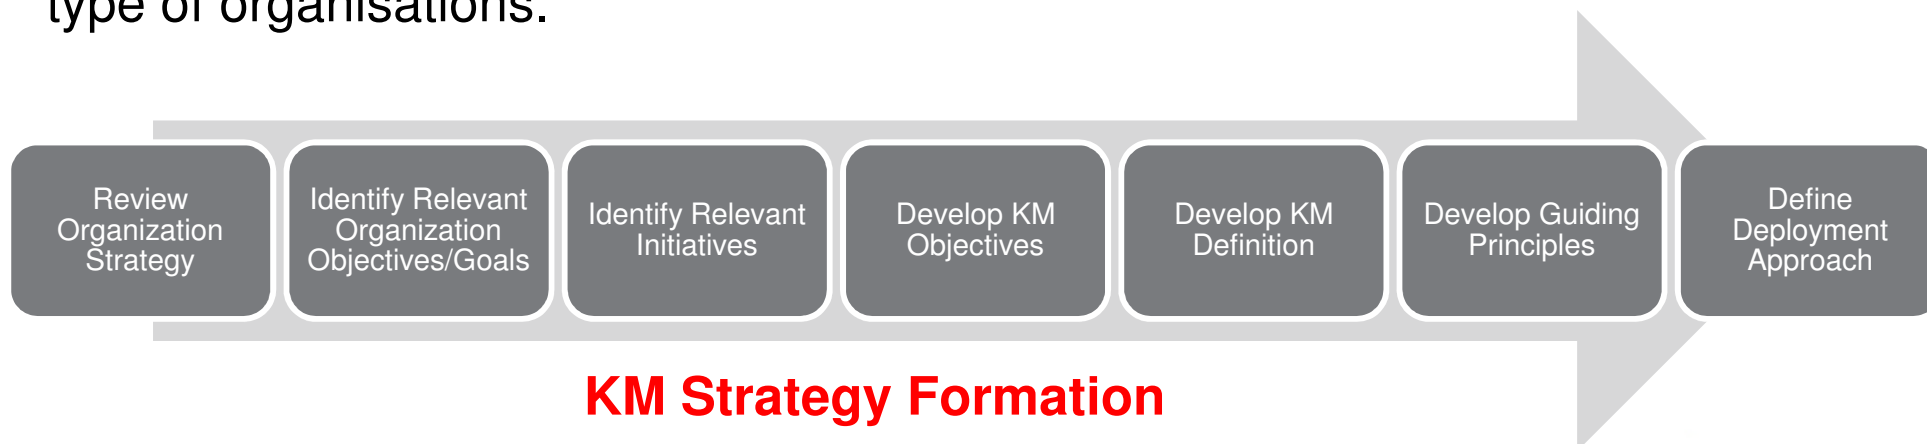 type of organisations.
Review
Organization
Strategy
Identify Relevant
Organization
Objectives/Goals
Identify Relevant
Initiatives
Develop KM
Objectives
Develop KM
Definition
Develop Guiding
Principles
Define
Deployment
Approach
KM Strategy Formation